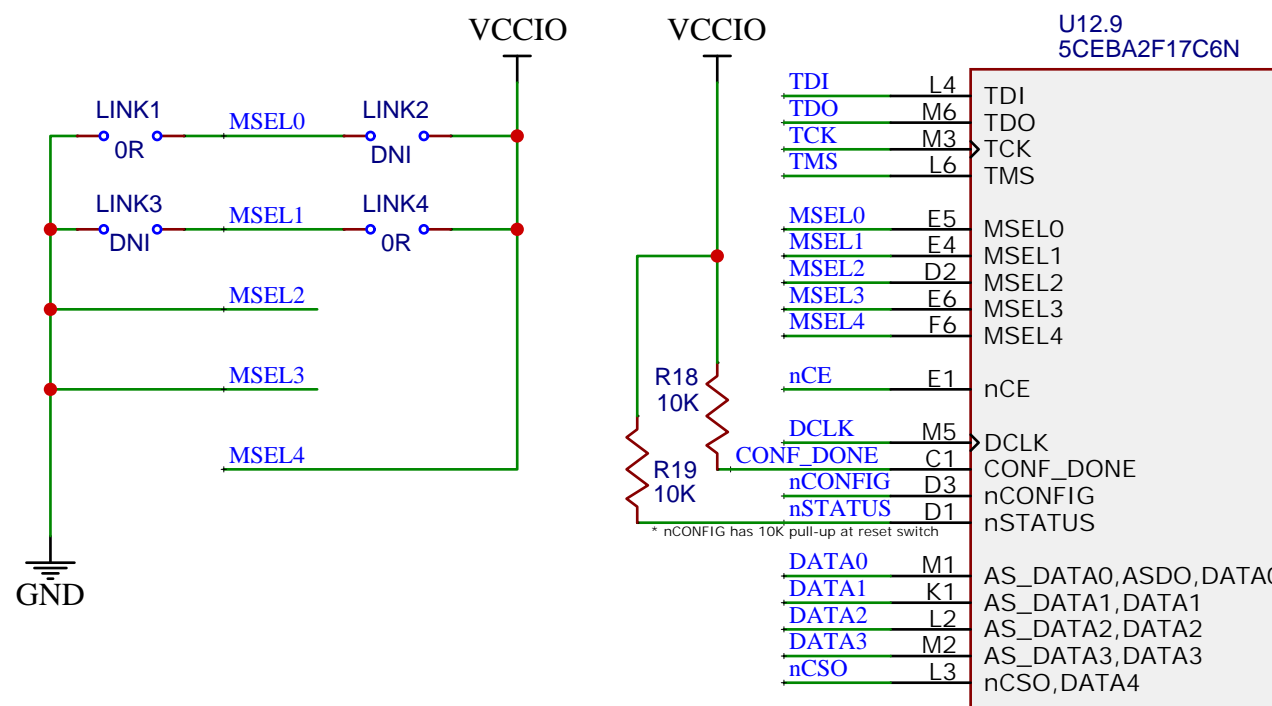 VCCIO
LINK1
0R
MSEL0
LINK2
DNI
LINK3
DNI
MSEL1
LINK4
0R
MSEL2
MSEL3
MSEL4
GND
VCCIO
R18
10K
R19
10K
U12.9
5CEBA2F17C6N
TDI L4 TDI
TDO M6 TDO
TCK M3 TCK
TMS L6 TMS
MSEL0 E5 MSEL0
MSEL1 E4 MSEL1
MSEL2 D2 MSEL2
MSEL3 E6 MSEL3
MSEL4 F6 MSEL4
nCE E1 nCE
DCLK M5 DCLK
CONF_DONE C1 CONF_DONE
nCONFIG D3 nCONFIG
nSTATUS D1 nSTATUS
* nCONFIG has 10K pull-up at reset switch
DATA0 M1 AS_DATA0,ASDO,DATA0
DATA1 K1 AS_DATA1,DATA1
DATA2 L2 AS_DATA2,DATA2
DATA3 M2 AS_DATA3,DATA3
nCSO L3 nCSO,DATA4